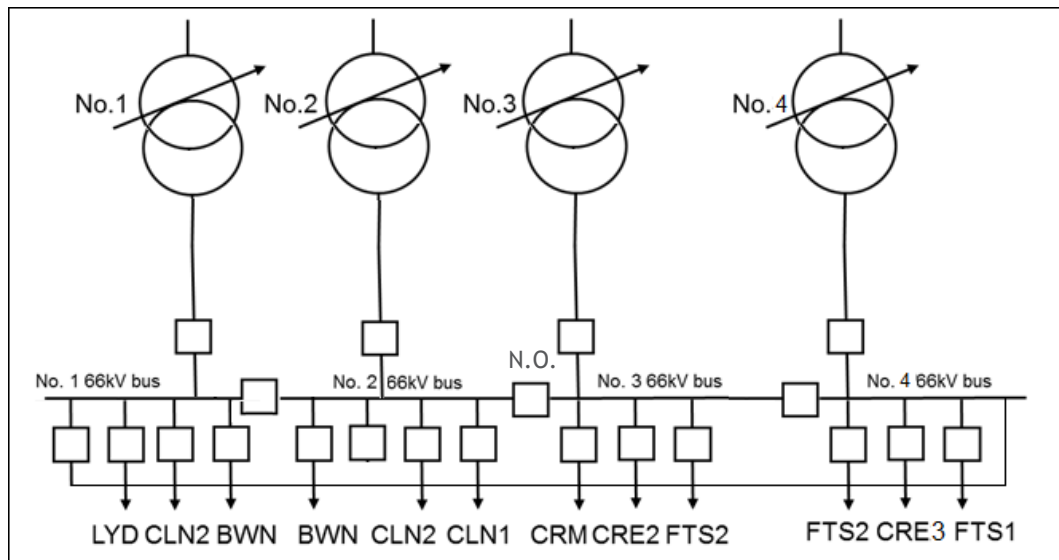 No.1
No.2
No.3
No.4
N.O.
No. 1 66kV bus
No. 2 66kV bus
No. 3 66kV bus
No. 4 66kV bus
LYD CLN2 BWN BWN CLN2 CLN1 CRM CRE2 FTS2 FTS2 CRE3 FTS1